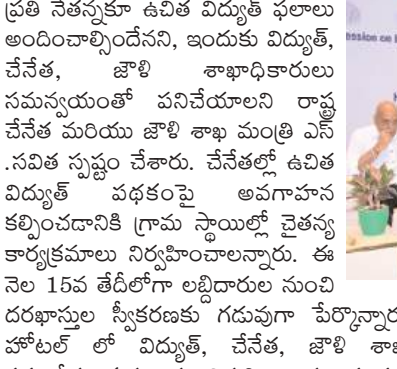 ప్రతి నేతన్నకూ ఉచిత విద్యుత్ ఫలాలు
అందించాల్సిందేనని, ఇందుకు విద్యుత్,
చేనేత, జౌళి శాఖాధికారులు
సమన్వయంతో పనిచేయాలని రాష్ట్ర
చేనేత మరియు జౌళి శాఖ మంత్రి ఎస్
.సవిత స్పష్టం చేశారు. చేనేతల్లో ఉచిత
విద్యుత్ పథకంపై అవగాహన
కల్పించడానికి గ్రామ స్థాయిల్లో చైతన్య
కార్యక్రమాలు నిర్వహించాలన్నారు. ఈ
నెల 15వ తేదీలోగా లబ్దిదారుల నుంచి
దరఖాస్తుల స్వీకరణకు గడువుగా పేర్కొన్నార
హోటల్ లో విద్యుత్, చేనేత, జౌళి శాఖ